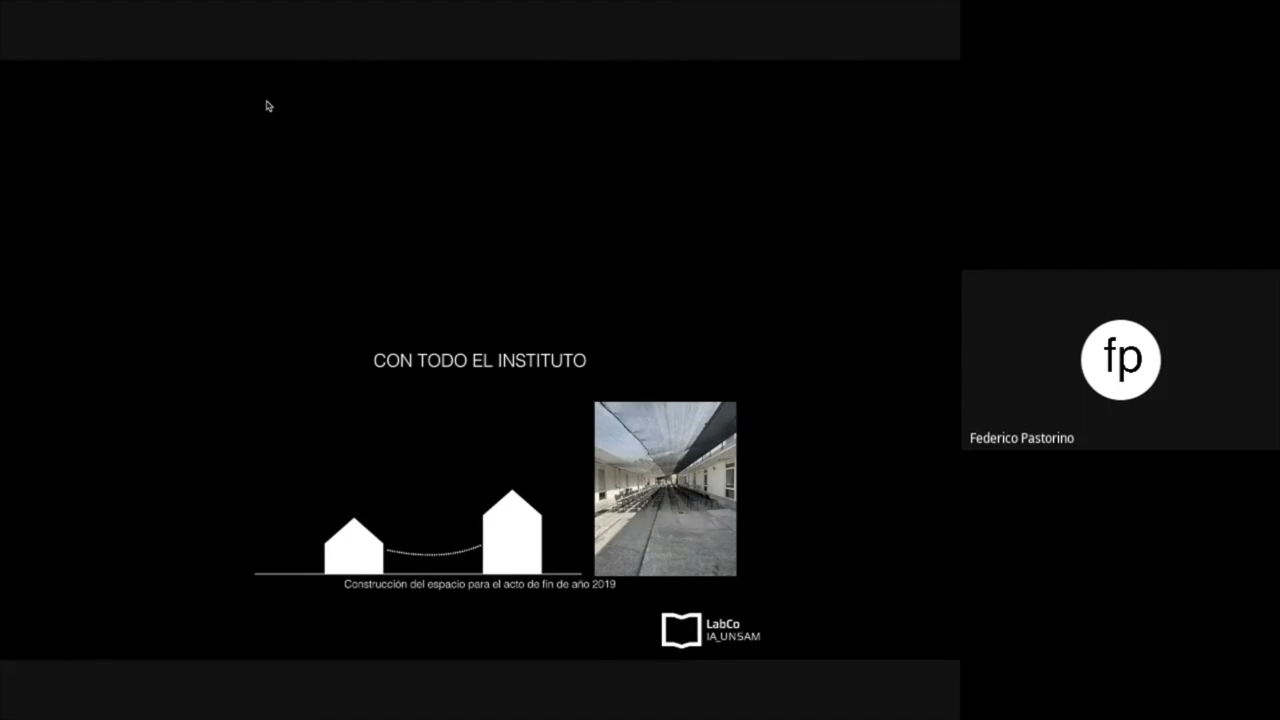 CON TODO EL INSTITUTO
fp
Federico Pastorino
Construcción del espacio para el acto de fin de año 2019
LabCo
IA_UNSAM